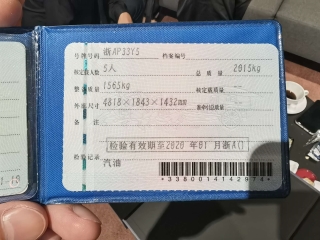 号牌号码 浙AP33Y5 档案编号
核定载人数 5人 总质量 2015kg
整备质量 1565kg 核定载质量 --
外廓尺寸 4818×1843×1432mm 准牵引总质量 --
备注
检验有效期至2020年01月浙A(
检验记录 汽油
*3380014142974*